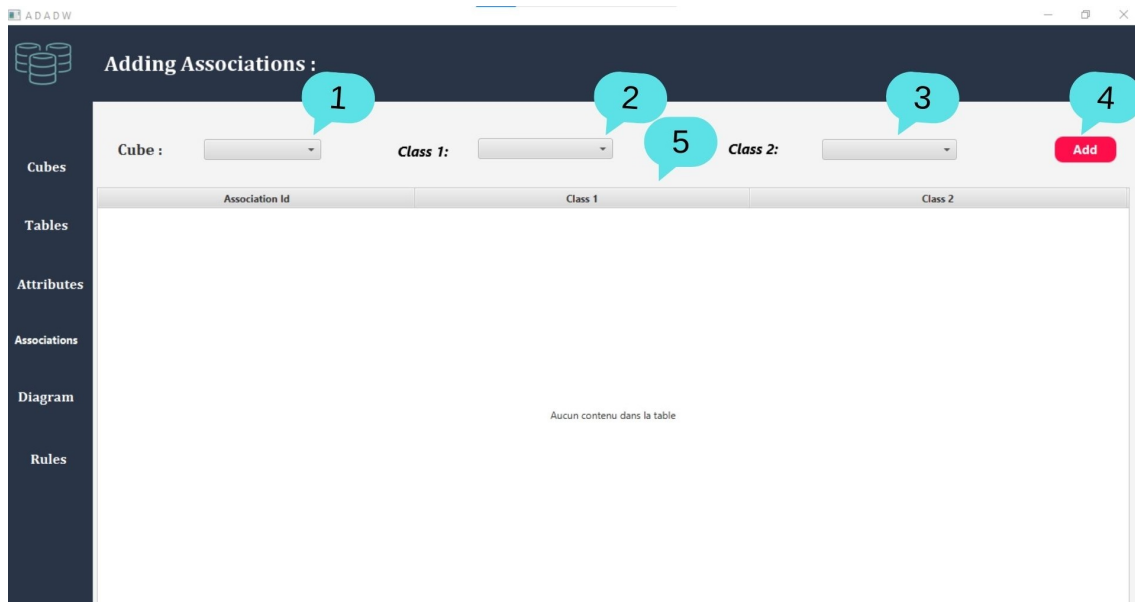 ADADW
Adding Associations :
1
2
3
4
5
Cube :
Class 1:
Class 2:
Add
Cubes
Tables
Attributes
Associations
Diagram
Rules
Association Id
Class 1
Class 2
Aucun contenu dans la table